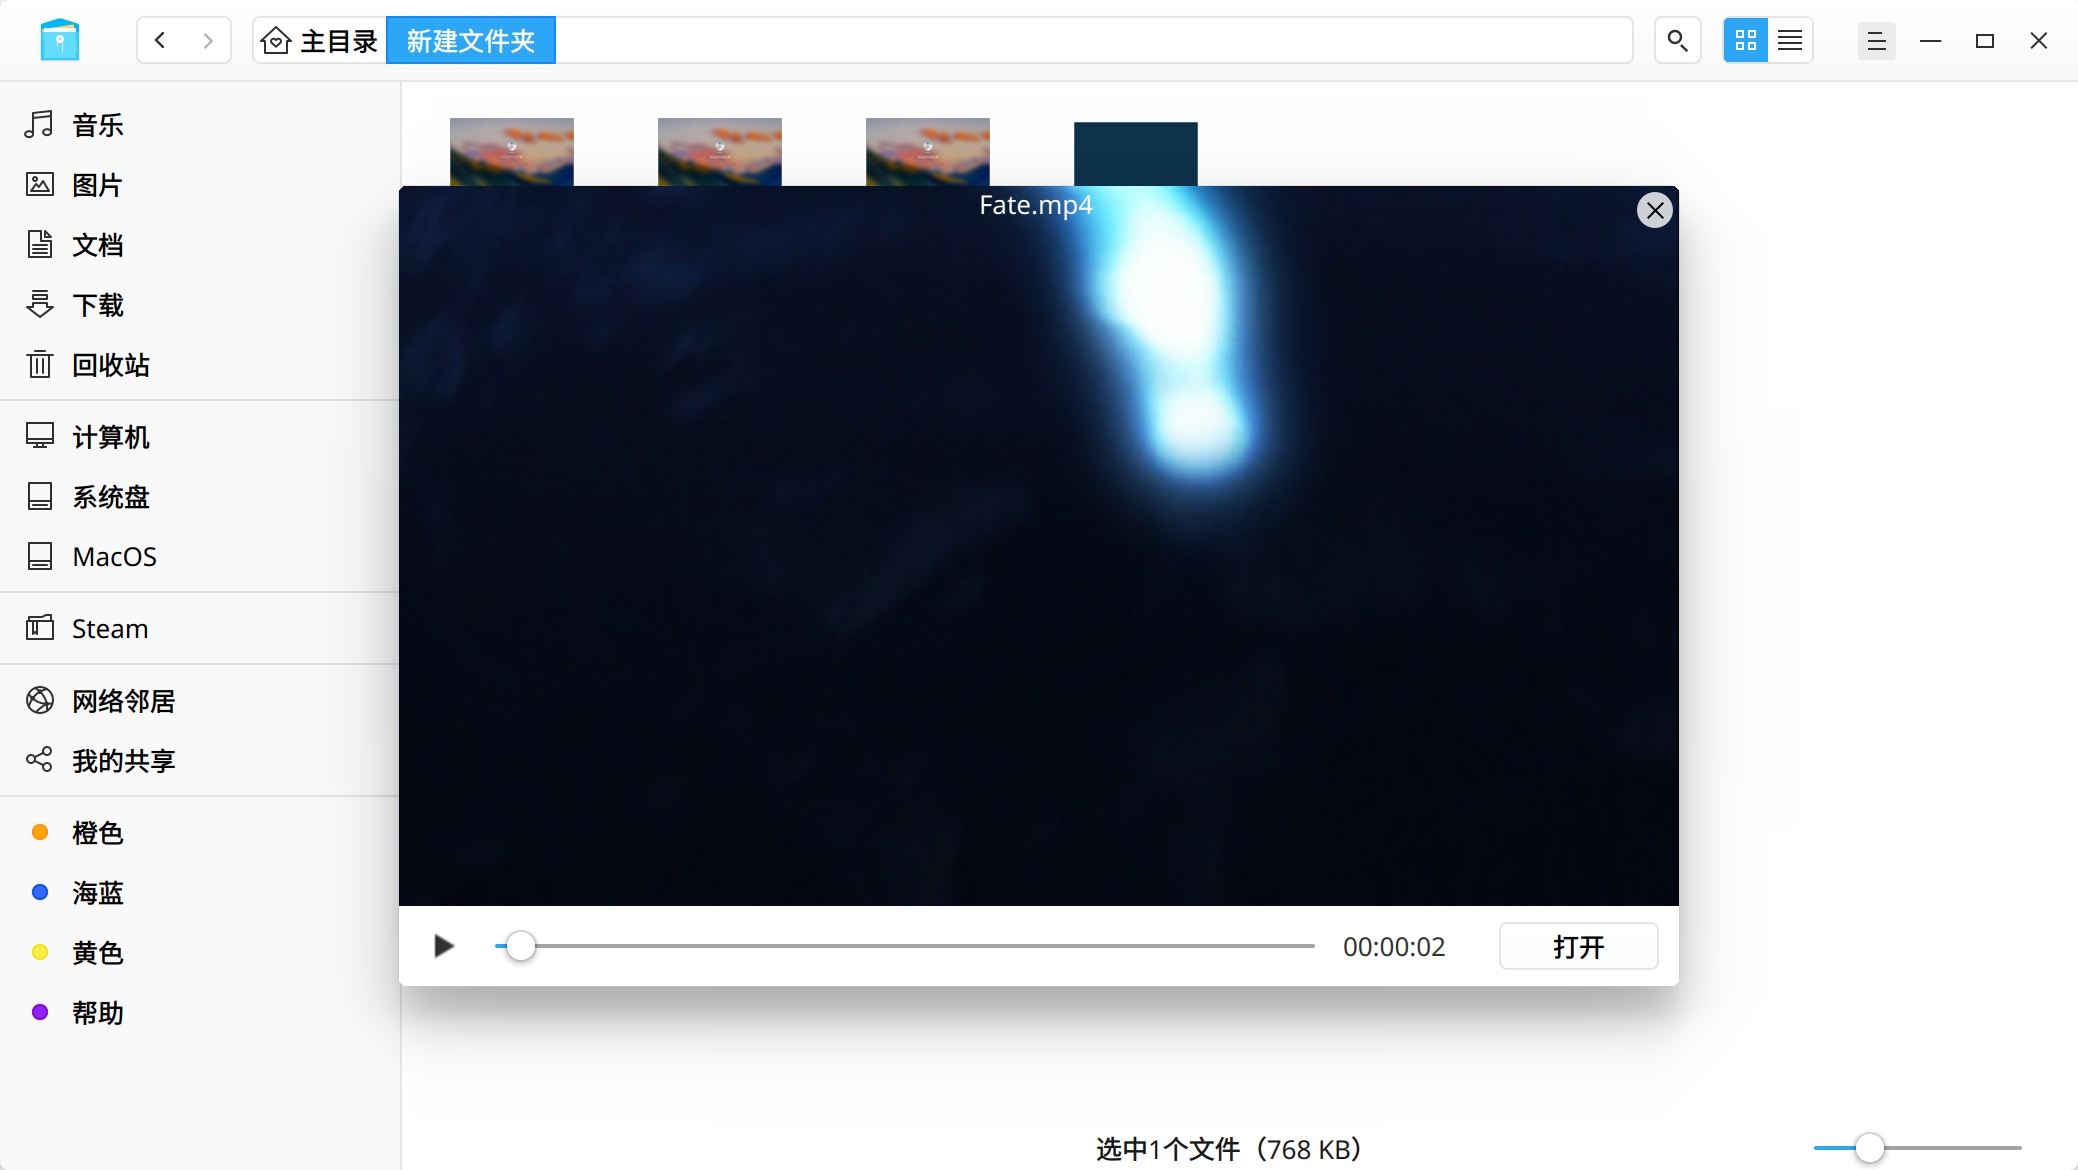 主目录 新建文件夹
音乐
图片
文档
下载
回收站
计算机
系统盘
MacOS
Steam
网络邻居
我的共享
橙色
海蓝
黄色
帮助
Fate.mp4
00:00:02 打开
选中1个文件（768 KB）